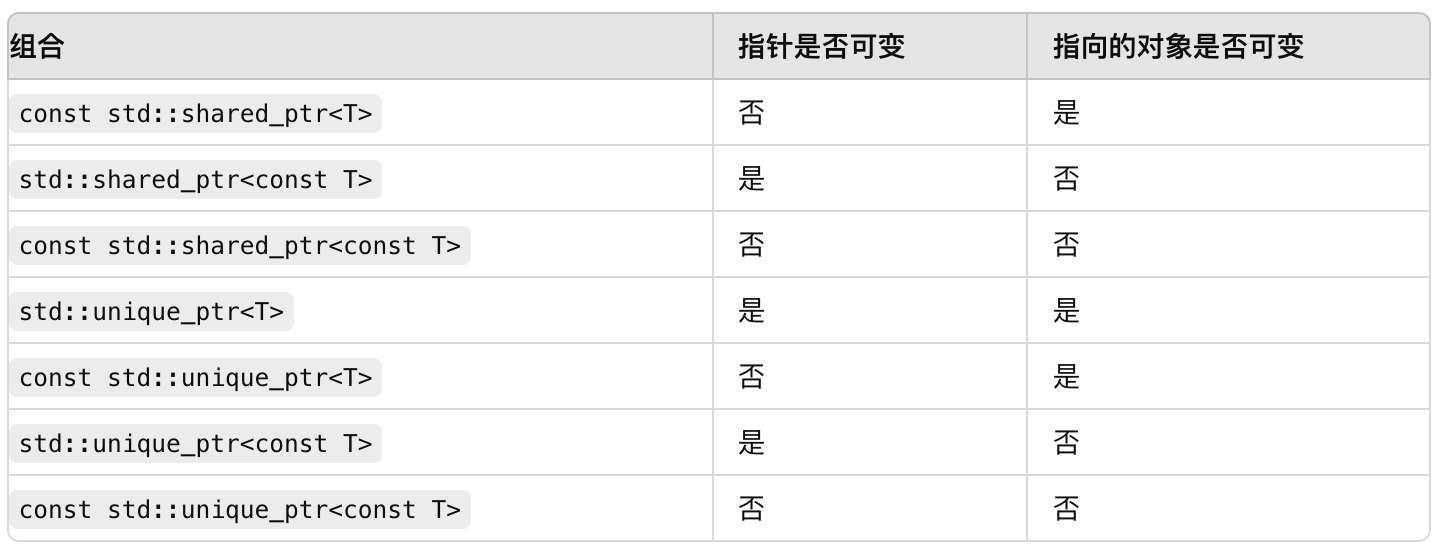 组合 指针是否可变 指向的对象是否可变
const std::shared_ptr<T> 否 是
std::shared_ptr<const T> 是 否
const std::shared_ptr<const T> 否 否
std::unique_ptr<T> 是 是
const std::unique_ptr<T> 否 是
std::unique_ptr<const T> 是 否
const std::unique_ptr<const T> 否 否